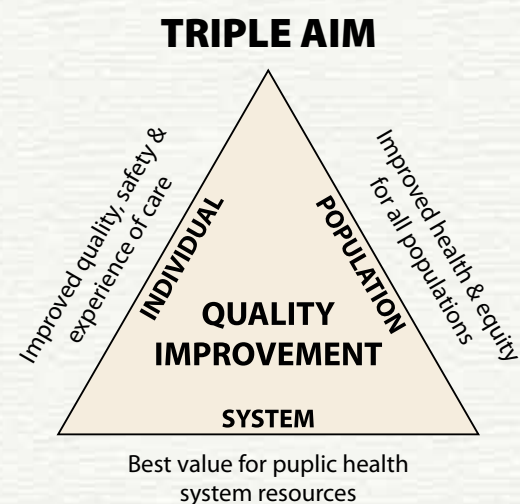 TRIPLE AIM
Improved quality, safety &
experience of care
INDIVIDUAL
POPULATION
Improved health & equity
for all populations
QUALITY
IMPROVEMENT
SYSTEM
Best value for puplic health
system resources